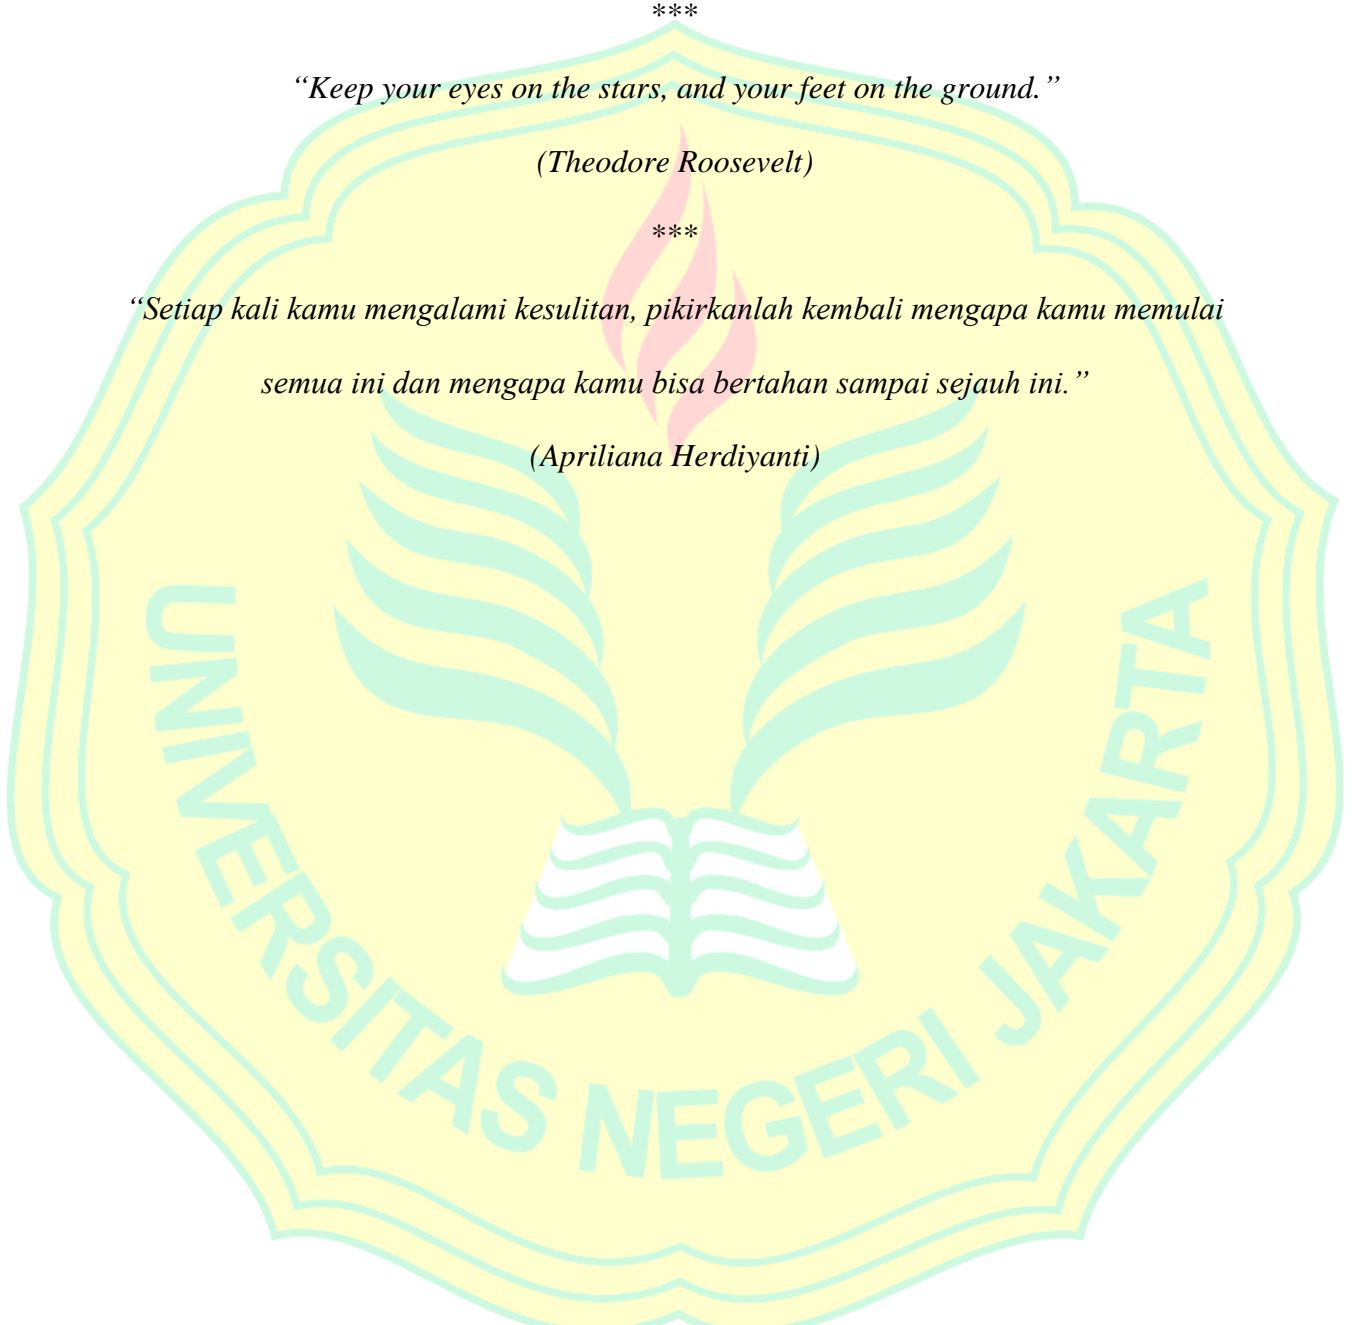 ***
“Keep your eyes on the stars, and your feet on the ground.”
(Theodore Roosevelt)
***
“Setiap kali kamu mengalami kesulitan, pikirkanlah kembali mengapa kamu memulai
semua ini dan mengapa kamu bisa bertahan sampai sejauh ini.”
(Apriliana Herdiyanti)
UNIVERSITAS NEGERI JAKARTA